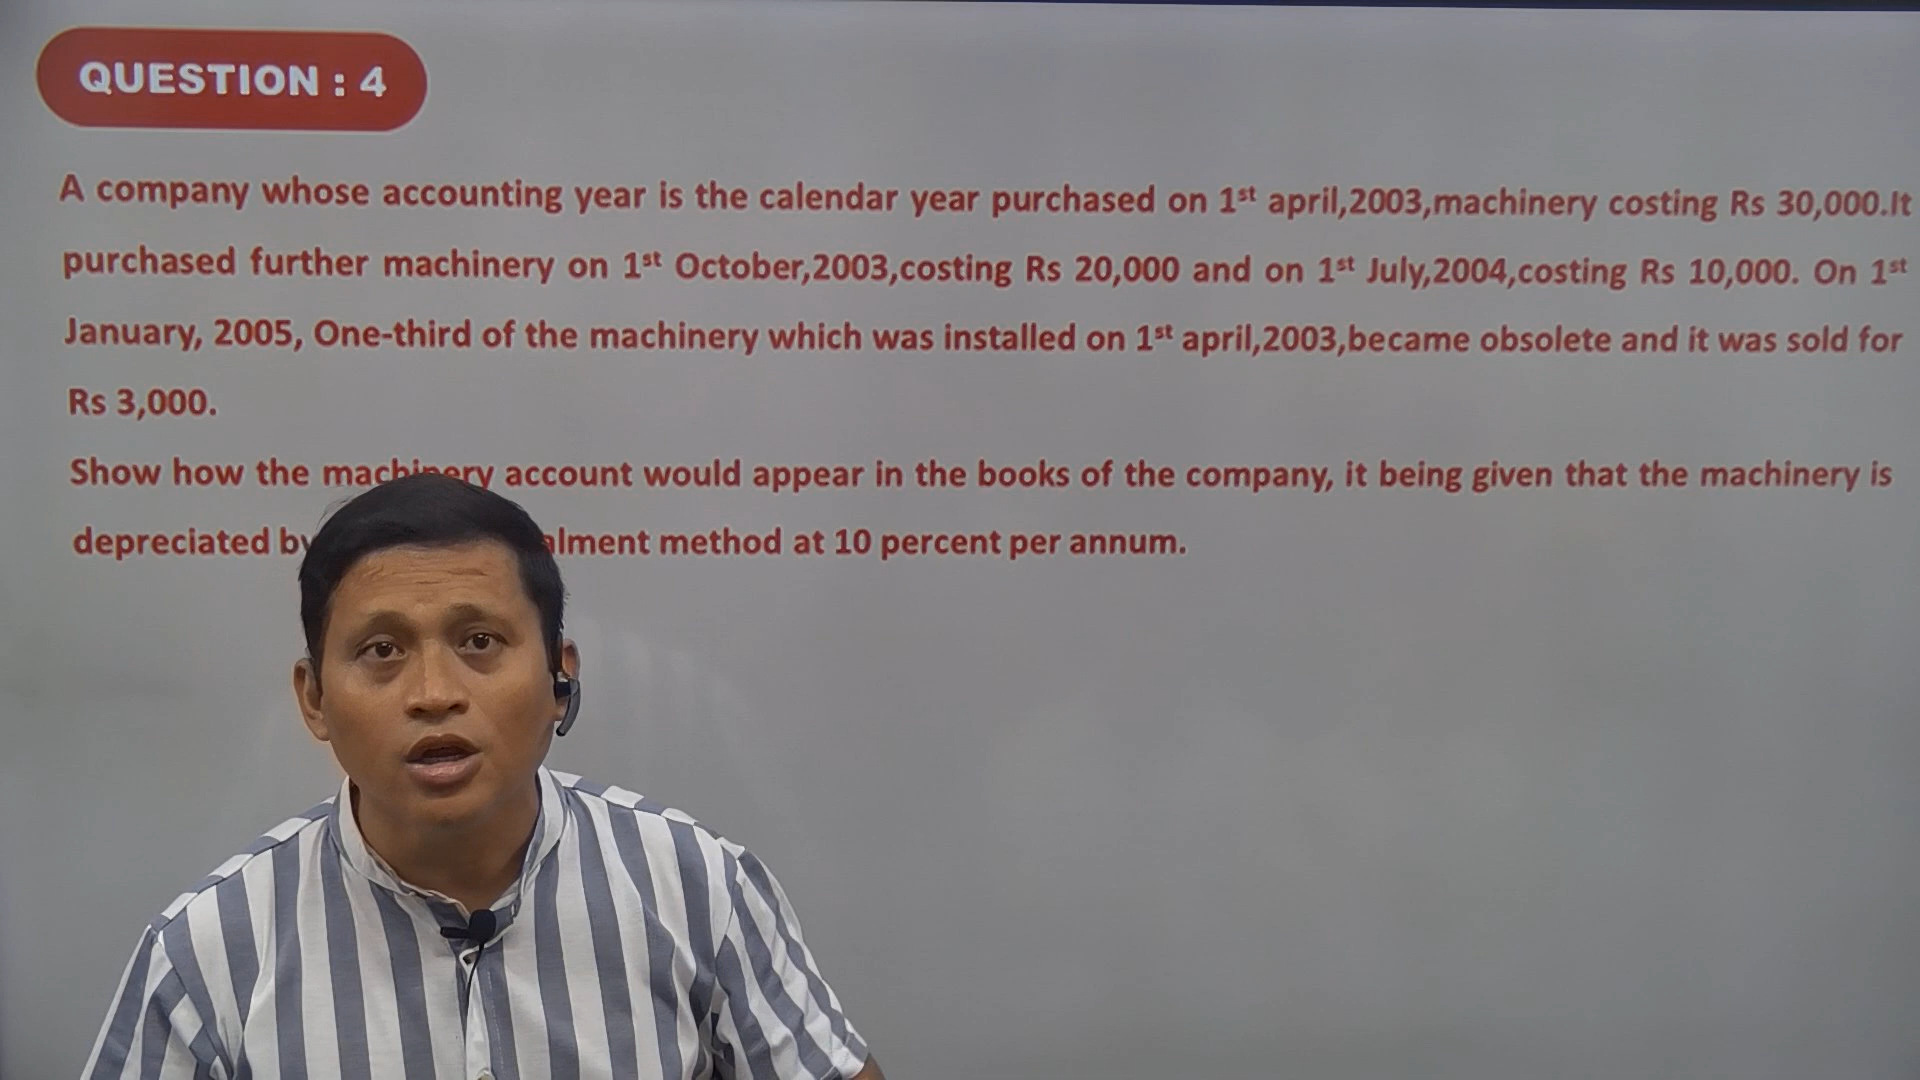 QUESTION : 4
A company whose accounting year is the calendar year purchased on 1st april,2003,machinery costing Rs 30,000.It
purchased further machinery on 1st October,2003,costing Rs 20,000 and on 1st July,2004,costing Rs 10,000. On 1st
January, 2005, One-third of the machinery which was installed on 1st april,2003,became obsolete and it was sold for
Rs 3,000.
Show how the machinery account would appear in the books of the company, it being given that the machinery is
depreciated by alment method at 10 percent per annum.